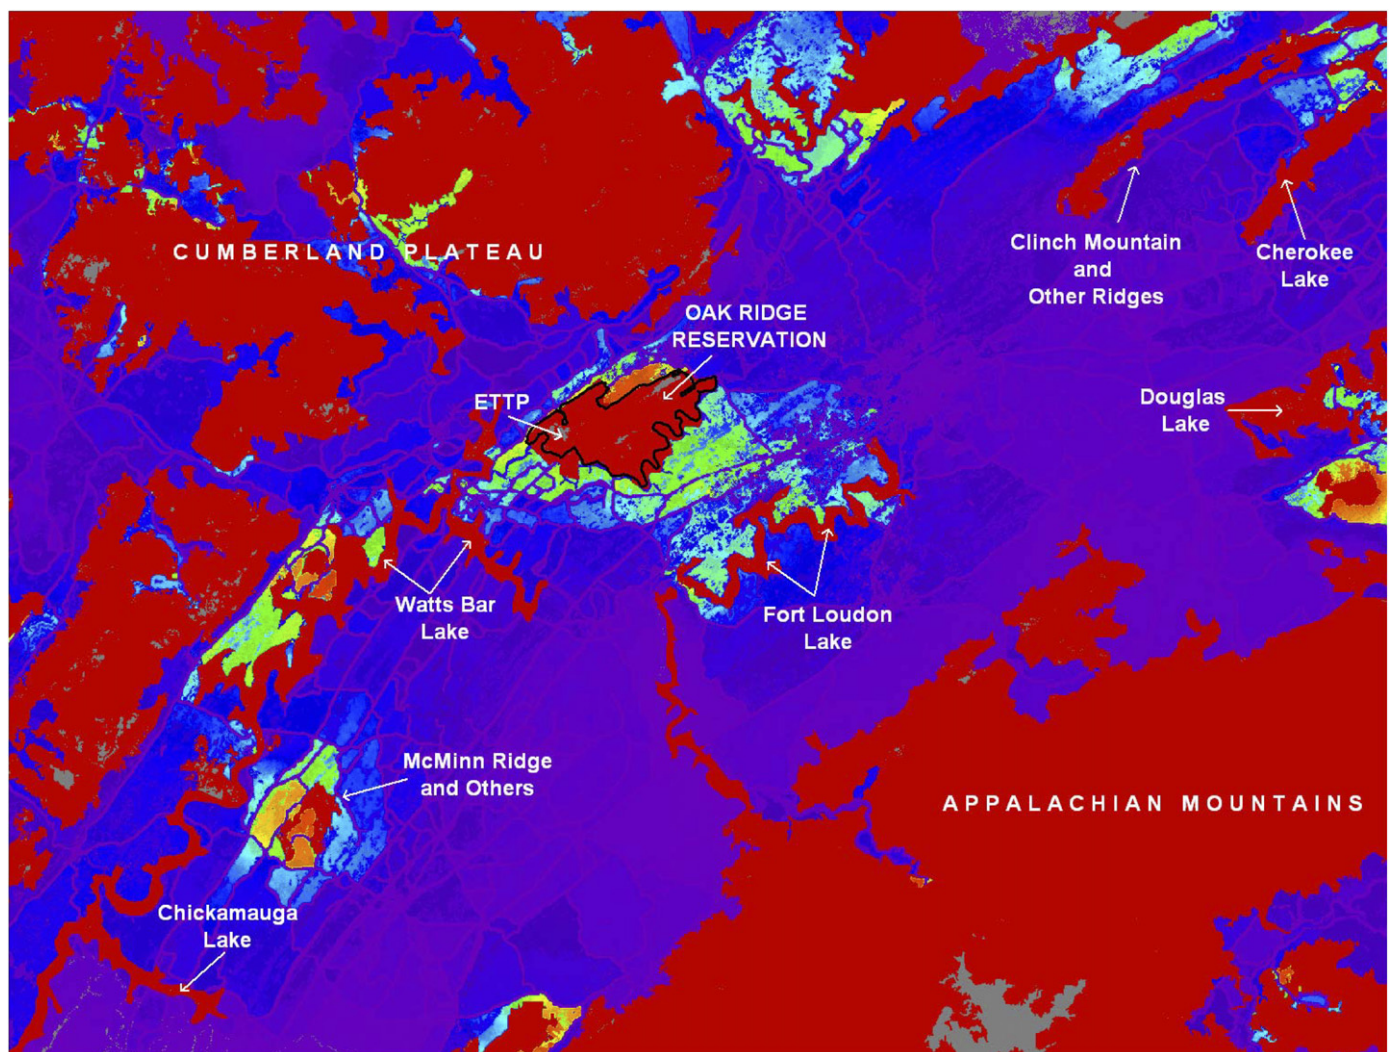 CUMBERLAND PLATEAU
Clinch Mountain
and
Other Ridges
Cherokee
Lake
OAK RIDGE
RESERVATION
ETTP
Douglas
Lake
Watts Bar
Lake
Fort Loudon
Lake
McMinn Ridge
and Others
APPALACHIAN MOUNTAINS
Chickamauga
Lake